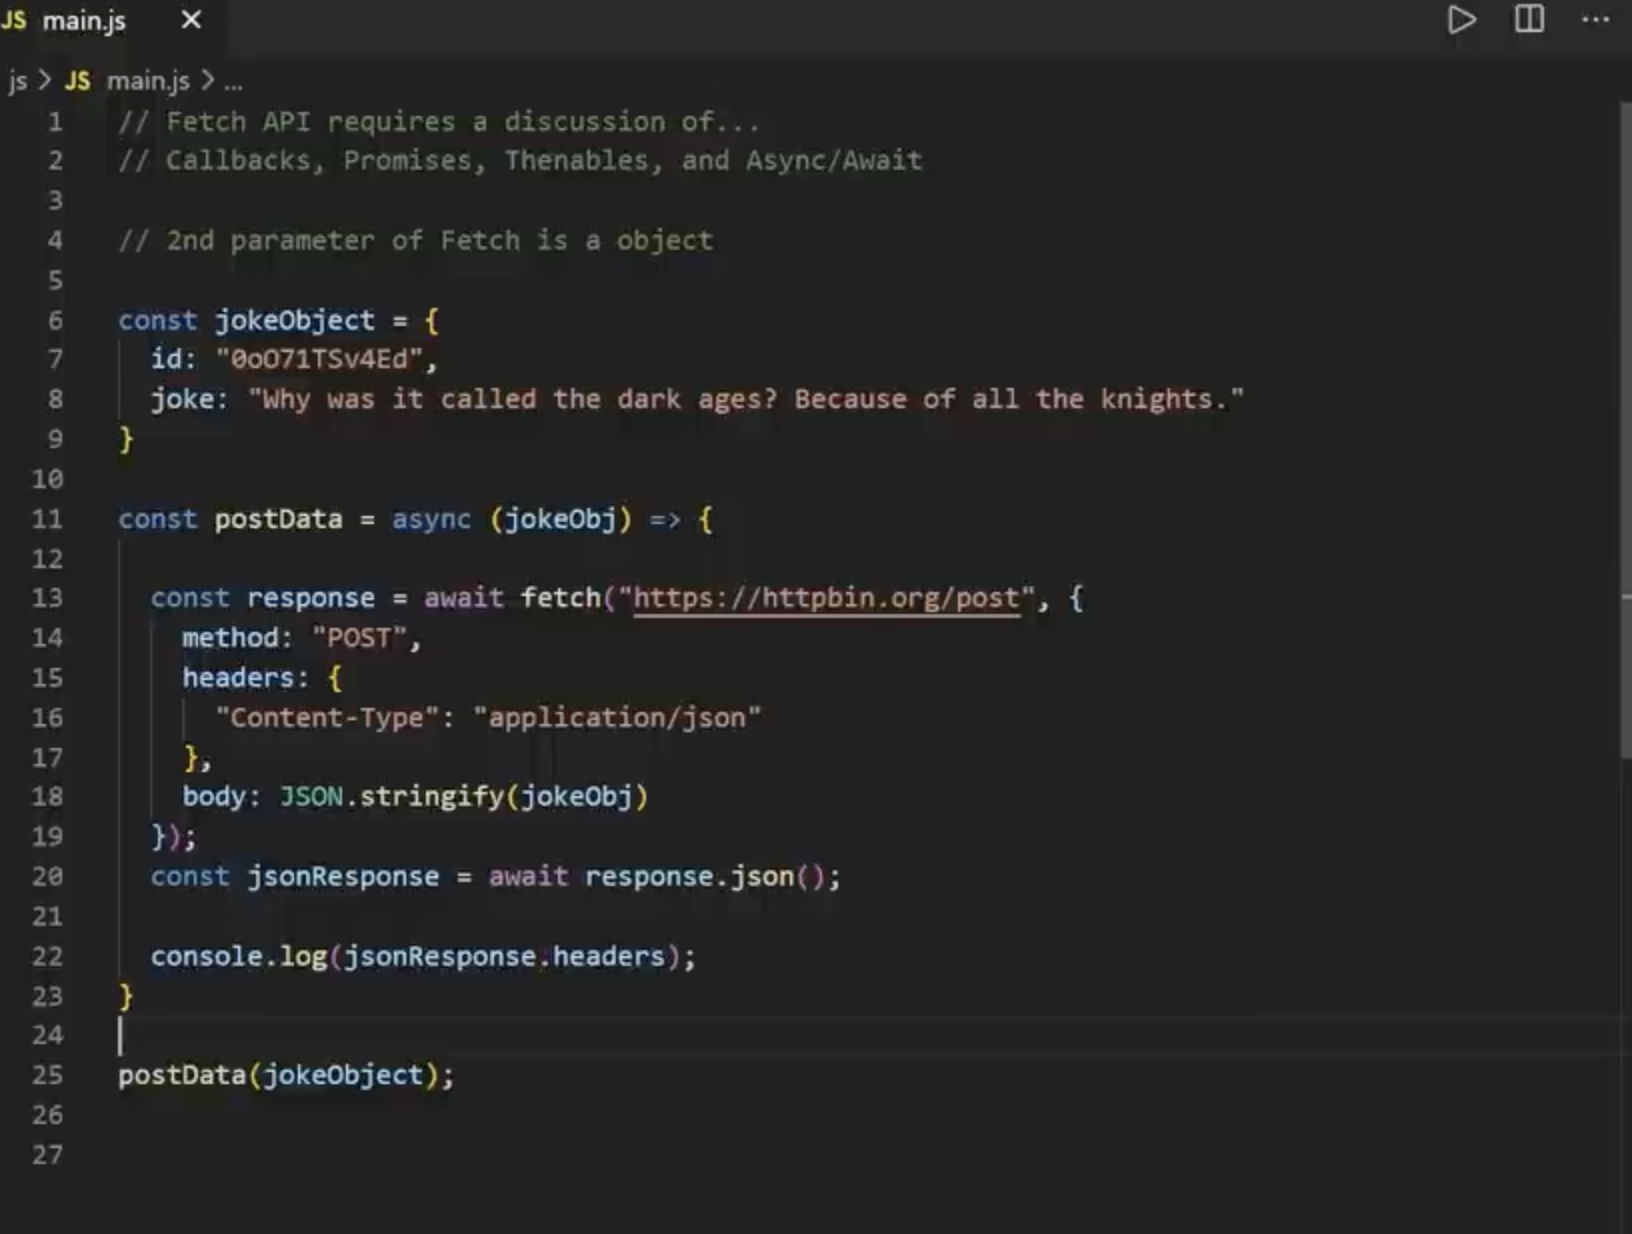 JS main.js ×
js > JS main.js > ...
1 // Fetch API requires a discussion of...
2 // Callbacks, Promises, Thenables, and Async/Await
3
4 // 2nd parameter of Fetch is a object
5
6 const jokeObject = {
7   id: "0oO71TSv4Ed",
8   joke: "Why was it called the dark ages? Because of all the knights."
9 }
10
11 const postData = async (jokeObj) => {
12
13   const response = await fetch("https://httpbin.org/post", {
14     method: "POST",
15     headers: {
16       "Content-Type": "application/json"
17     },
18     body: JSON.stringify(jokeObj)
19   });
20   const jsonResponse = await response.json();
21
22   console.log(jsonResponse.headers);
23 }
24
25 postData(jokeObject);
26
27